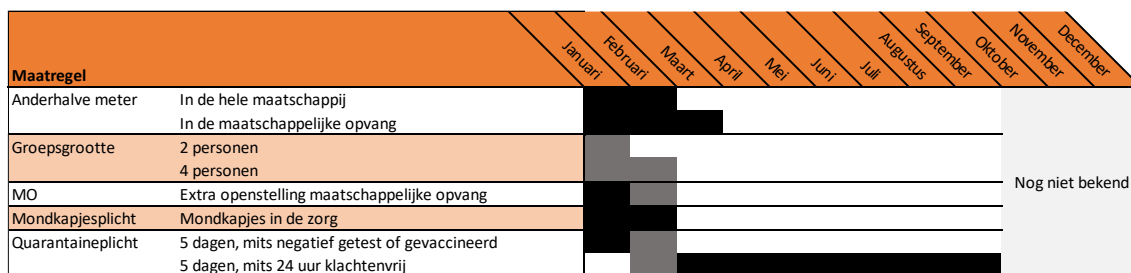 Maatregel Januari Februari Maart April Mei Juni Juli Augustus September Oktober November December
Anderhalve meter In de hele maatschappij
In de maatschappelijke opvang
Groepsgrootte 2 personen
4 personen
Nog niet bekend
MO Extra openstelling maatschappelijke opvang
Mondkapjesplicht Mondkapjes in de zorg
Quarantaineplicht 5 dagen, mits negatief getest of gevaccineerd
5 dagen, mits 24 uur klachtenvrij